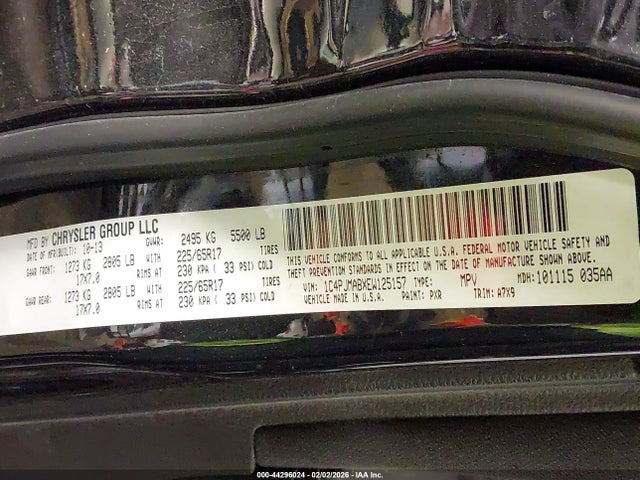 MFD BY CHRYSLER GROUP LLC
DATE OF MFR(BUILT): 10-13 GVWR: 2495 KG 5500 LB
GAWR FRONT: 1273 KG 2805 LB 225/65R17 TIRES
17X7.0 RIMS AT 230 KPA ( 33 PSI) COLD
GAWR REAR: 1273 KG 2805 LB 225/65R17 TIRES
17X7.0 RIMS AT 230 KPA ( 33 PSI) COLD
THIS VEHICLE CONFORMS TO ALL APPLICABLE U.S.A. FEDERAL MOTOR VEHICLE SAFETY AND
THEFT PREVENTION STANDARDS IN EFFECT ON THE DATE OF MANUFACTURE SHOWN ABOVE.
VIN: 1C4PJMABXEW125157 TYPE: MPV MDH: 101115 035AA
VEHICLE MADE IN U.S.A. PAINT: PXR TRIM: A7X9
000-44296024 - 02/02/2026 - IAA Inc.